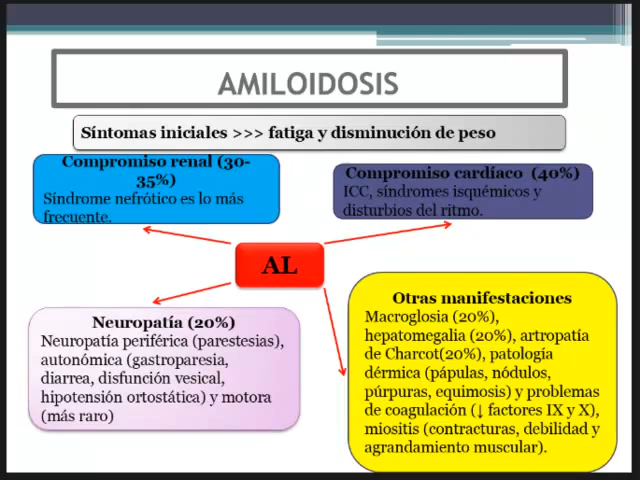 AMILOIDOSIS
Síntomas iniciales >>> fatiga y disminución de peso
Compromiso renal (30-
35%)
Síndrome nefrótico es lo más
frecuente.
Compromiso cardíaco (40%)
ICC, síndromes isquémicos y
disturbios del ritmo.
AL
Neuropatía (20%)
Neuropatía periférica (parestesias),
autonómica (gastroparesia,
diarrea, disfunción vesical,
hipotensión ortostática) y motora
(más raro)
Otras manifestaciones
Macroglosia (20%),
hepatomegalia (20%), artropatía
de Charcot(20%), patología
dérmica (pápulas, nódulos,
púrpuras, equimosis) y problemas
de coagulación (↓ factores IX y X),
miositis (contracturas, debilidad y
agrandamiento muscular).